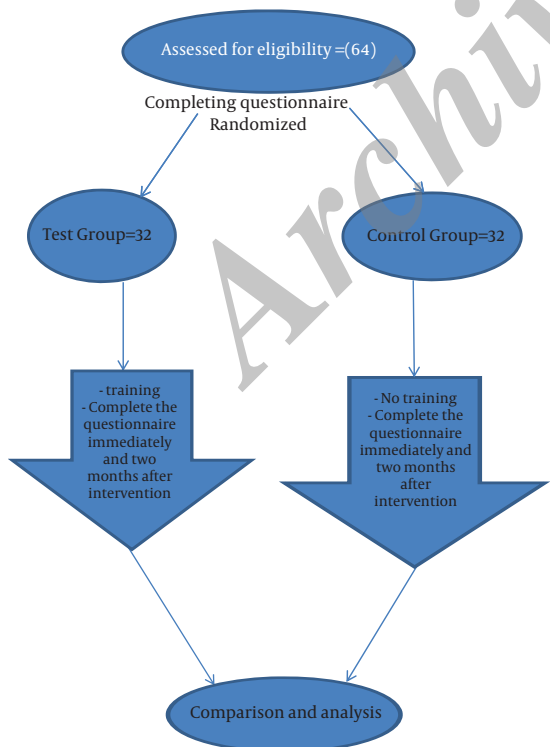 Assessed for eligibility =(64)
Completing questionnaire
Randomized
Test Group=32
Control Group=32
- training
- Complete the
questionnaire
immediately
and two
months after
intervention
- No training
- Complete the
questionnaire
immediately and
two months
after
intervention
Comparison and analysis
Archiv